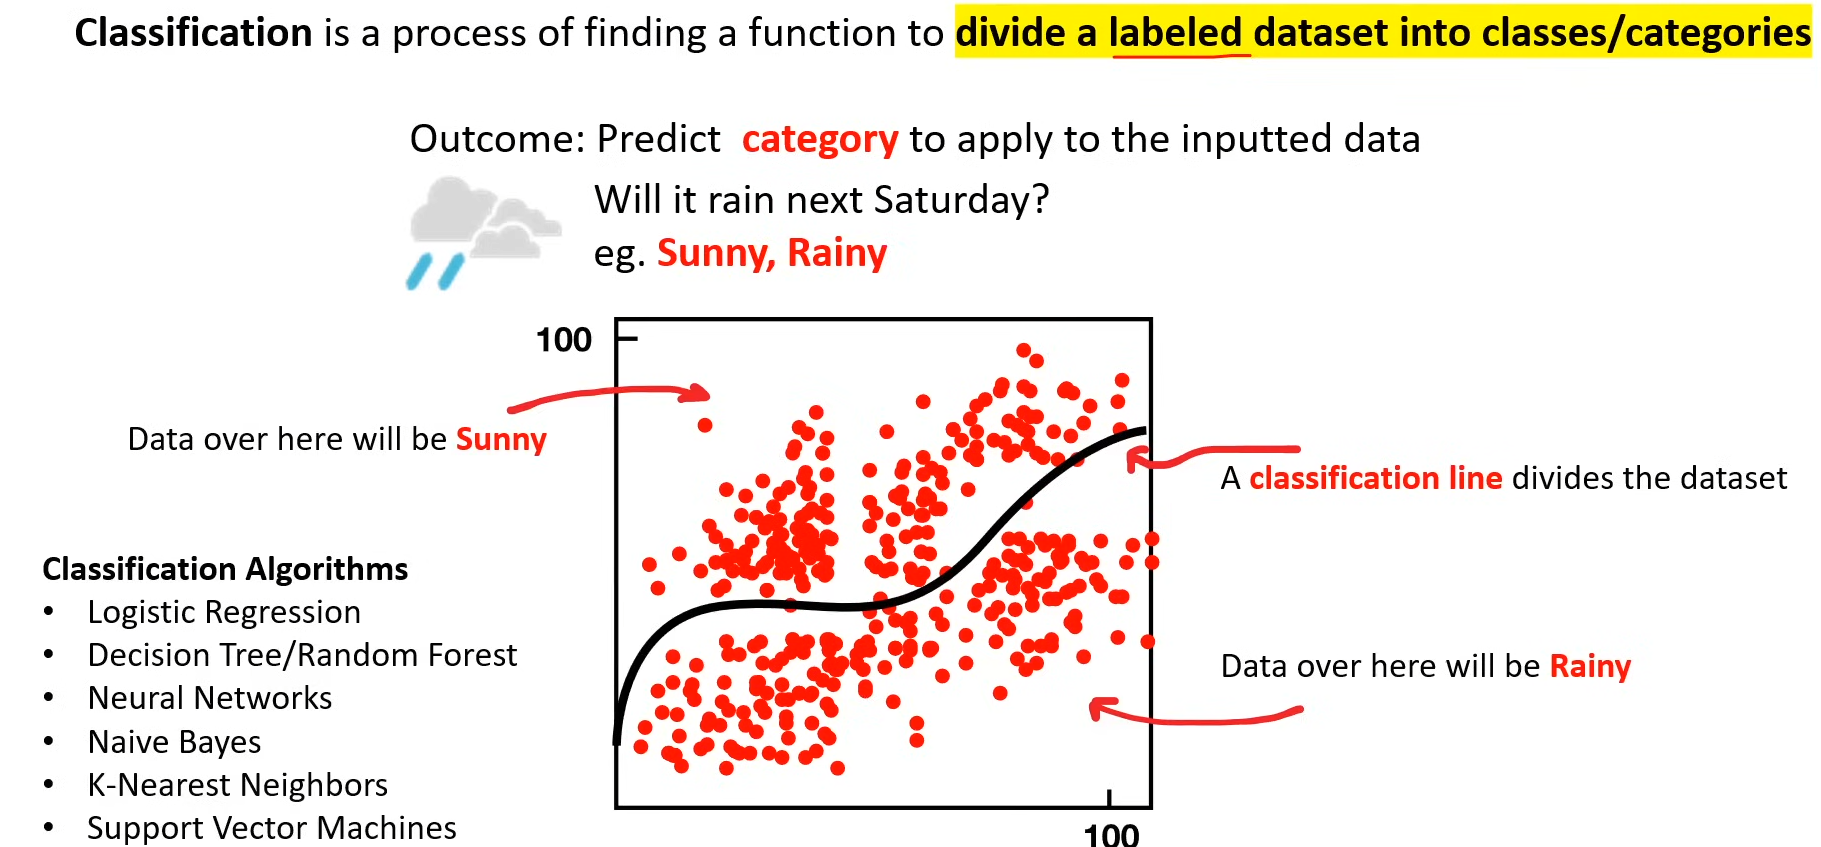 Classification is a process of finding a function to divide a labeled dataset into classes/categories
Outcome: Predict category to apply to the inputted data
Will it rain next Saturday?
eg. Sunny, Rainy
100
Data over here will be Sunny
A classification line divides the dataset
Classification Algorithms
• Logistic Regression
• Decision Tree/Random Forest
• Neural Networks
• Naive Bayes
• K-Nearest Neighbors
• Support Vector Machines
Data over here will be Rainy
100